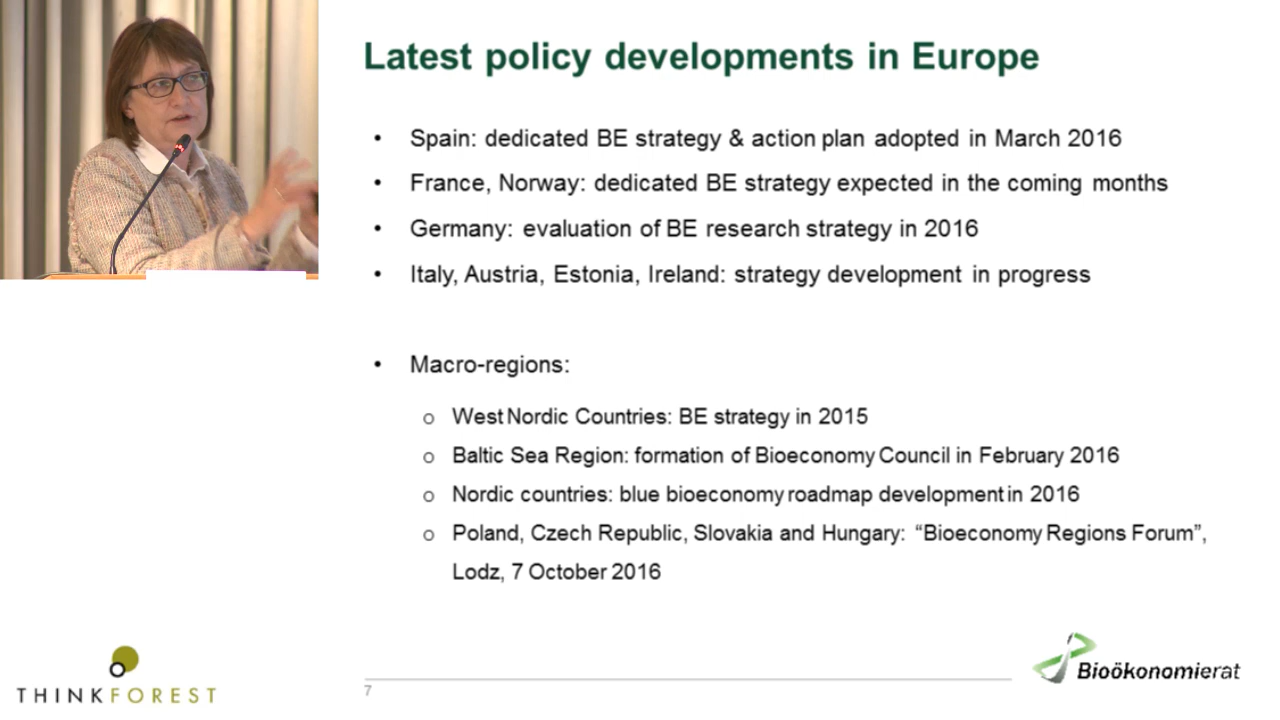 Latest policy developments in Europe
• Spain: dedicated BE strategy & action plan adopted in March 2016
• France, Norway: dedicated BE strategy expected in the coming months
• Germany: evaluation of BE research strategy in 2016
• Italy, Austria, Estonia, Ireland: strategy development in progress
• Macro-regions:
o West Nordic Countries: BE strategy in 2015
o Baltic Sea Region: formation of Bioeconomy Council in February 2016
o Nordic countries: blue bioeconomy roadmap development in 2016
o Poland, Czech Republic, Slovakia and Hungary: “Bioeconomy Regions Forum”,
Lodz, 7 October 2016
THINKFOREST
7
Bioökonomierat